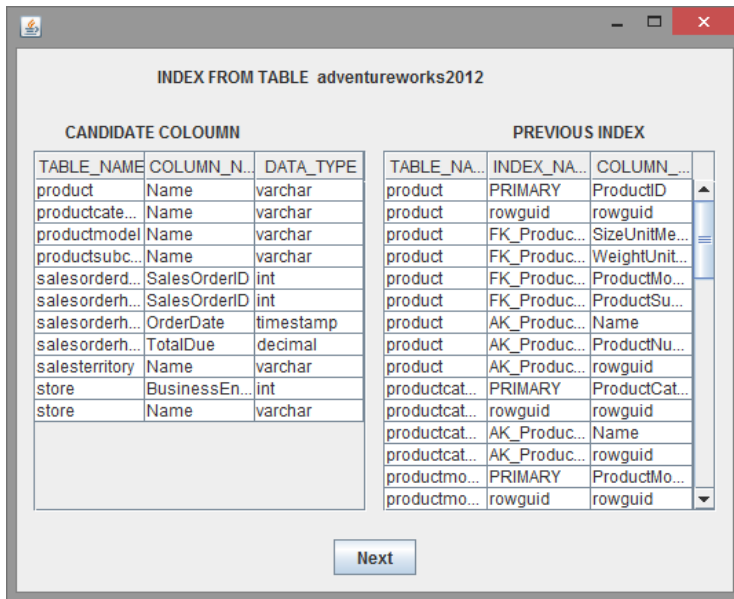 INDEX FROM TABLE adventureworks2012
CANDIDATE COLOUMN
TABLE_NAME COLUMN_N... DATA_TYPE
product Name varchar
productcate... Name varchar
productmodel Name varchar
productsubc... Name varchar
salesorderd... SalesOrderID int
salesorderh... SalesOrderID int
salesorderh... OrderDate timestamp
salesorderh... TotalDue decimal
salesterritory Name varchar
store BusinessEn... int
store Name varchar
PREVIOUS INDEX
TABLE_NA... INDEX_NA... COLUMN_...
product PRIMARY ProductID
product rowguid rowguid
product FK_Produc... SizeUnitMe...
product FK_Produc... WeightUnit...
product FK_Produc... ProductMo...
product FK_Produc... ProductSu...
product AK_Produc... Name
product AK_Produc... ProductNu...
product AK_Produc... rowguid
productcat... PRIMARY ProductCat...
productcat... rowguid rowguid
productcat... AK_Produc... Name
productcat... AK_Produc... rowguid
productmo... PRIMARY ProductMo...
productmo... rowguid rowguid
Next